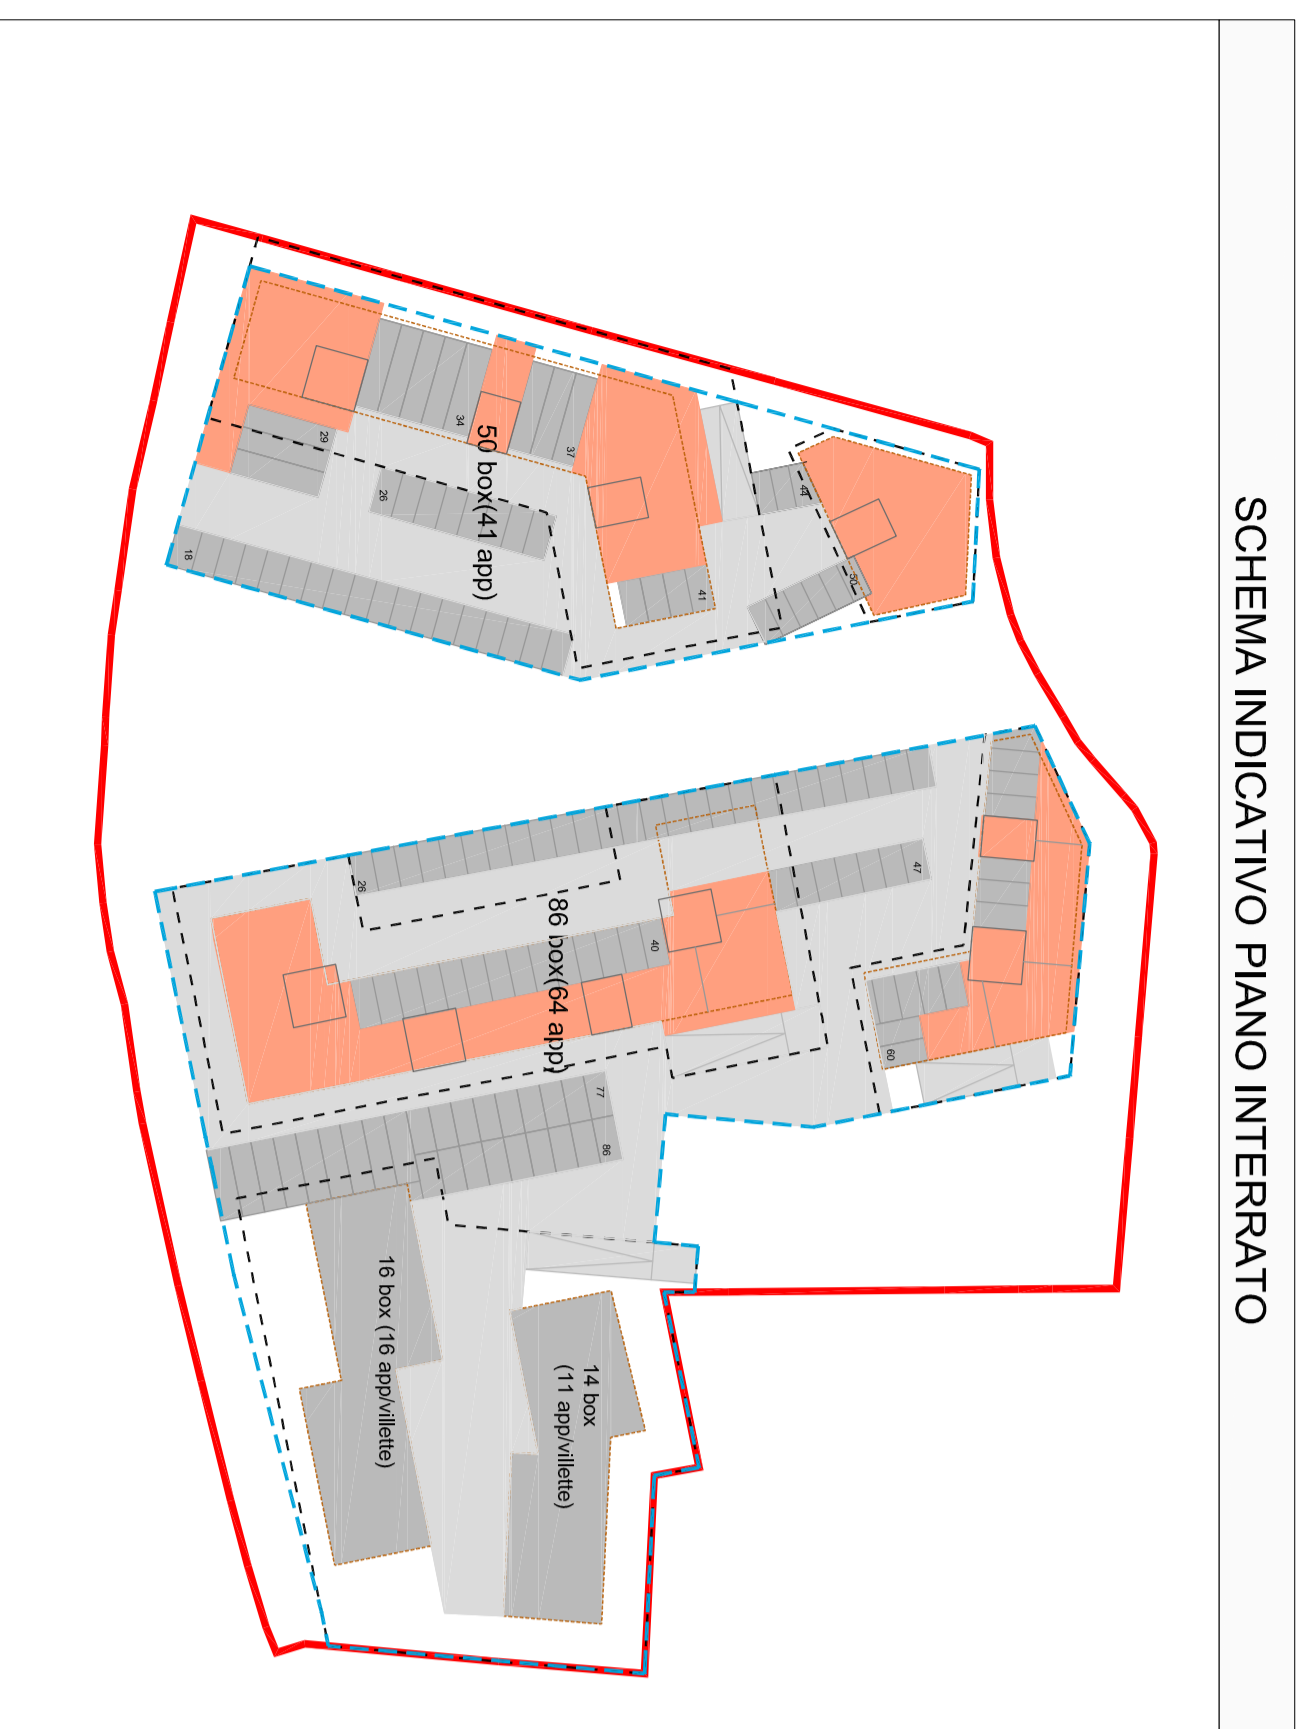 SCHEMA INDICATIVO PIANO INTERRATO
44
50
37
34
41
29
26
18
50 box(41 app)
47
60
40
26
86 box(64 app)
77
86
14 box
(11 app/villette)
16 box (16 app/villette)